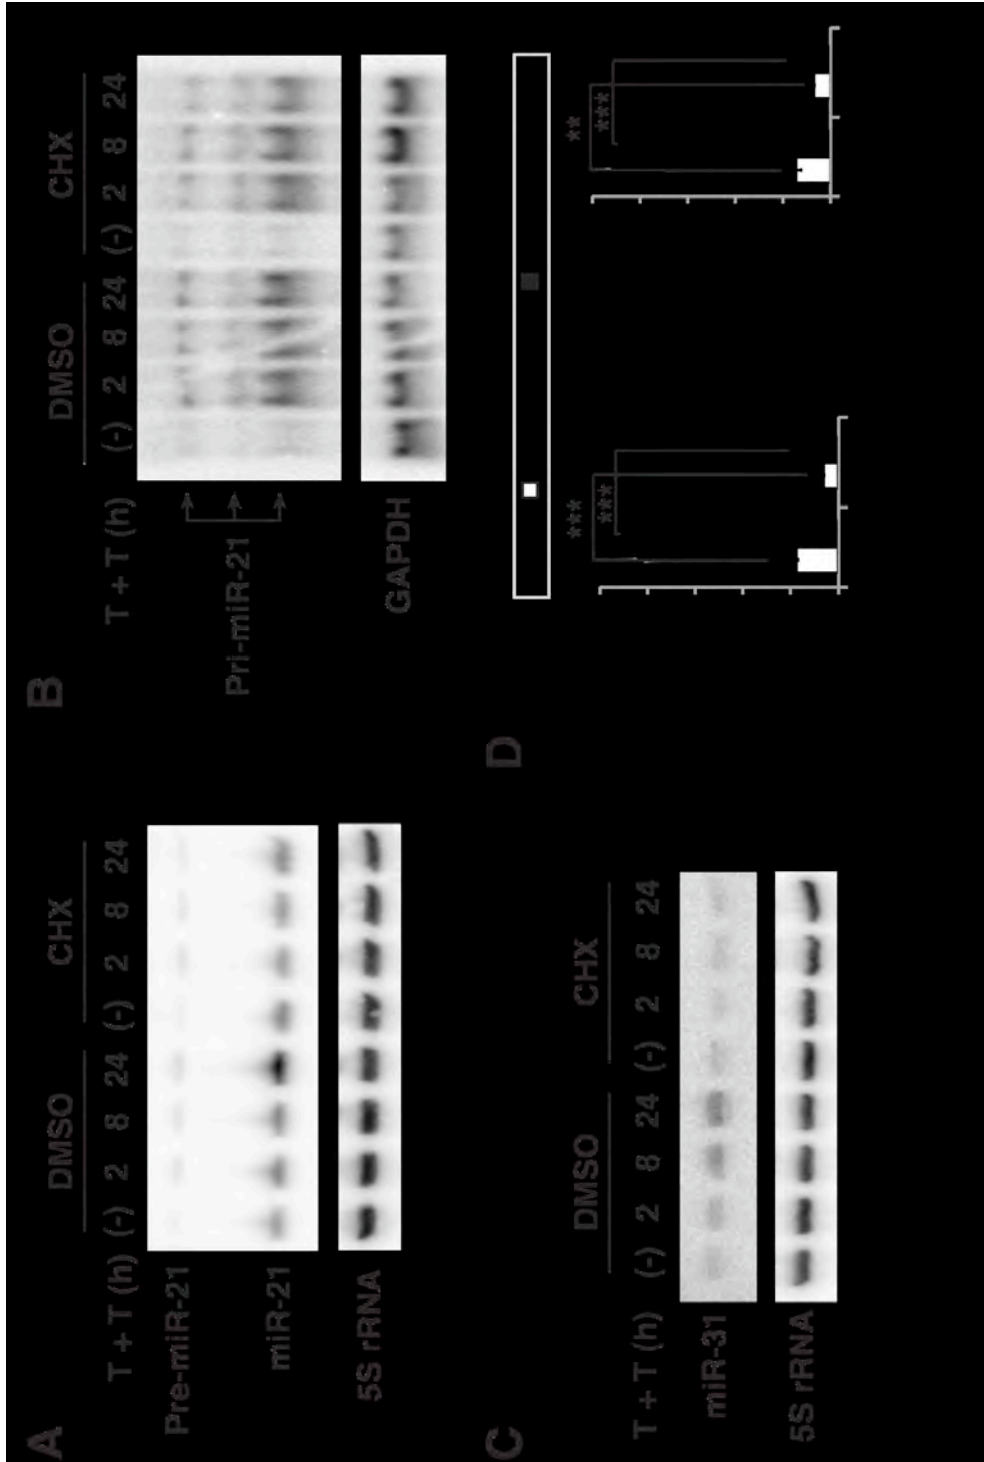 A
DMSO CHX
T + T (h) (-) 2 8 24 (-) 2 8 24
Pre-miR-21
miR-21
5S rRNA
B
DMSO CHX
T + T (h) (-) 2 8 24 (-) 2 8 24
Pri-miR-21
GAPDH
C
DMSO CHX
T + T (h) (-) 2 8 24 (-) 2 8 24
miR-31
5S rRNA
D
***
***
**
***